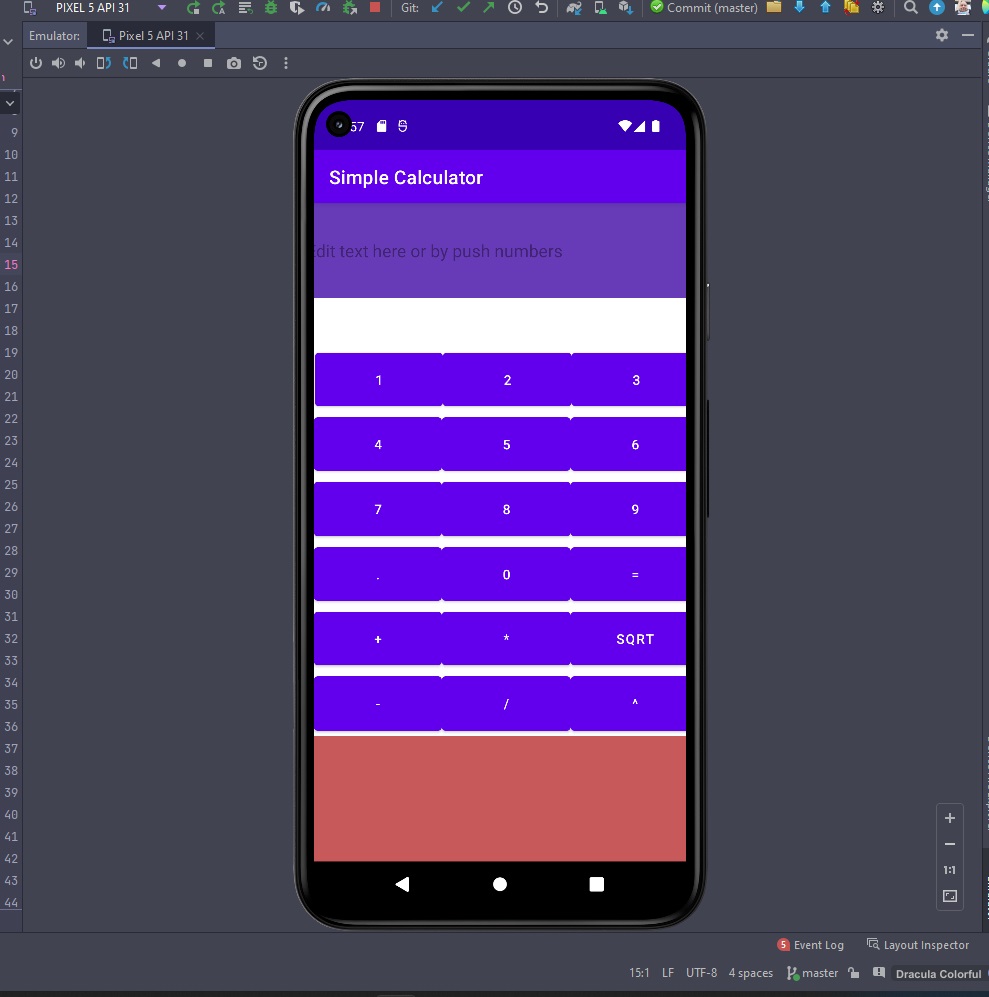 PIXEL 5 API 31
Git:
Commit (master)
Emulator:
Pixel 5 API 31
57
Simple Calculator
dit text here or by push numbers
1 2 3
4 5 6
7 8 9
. 0 =
+ * SQRT
- / ^
9
10
11
12
13
14
15
16
17
18
19
20
21
22
23
24
25
26
27
28
29
30
31
32
33
34
35
36
37
38
39
40
41
42
43
44
1:1
5 Event Log
Layout Inspector
15:1 LF UTF-8 4 spaces master Dracula Colorful